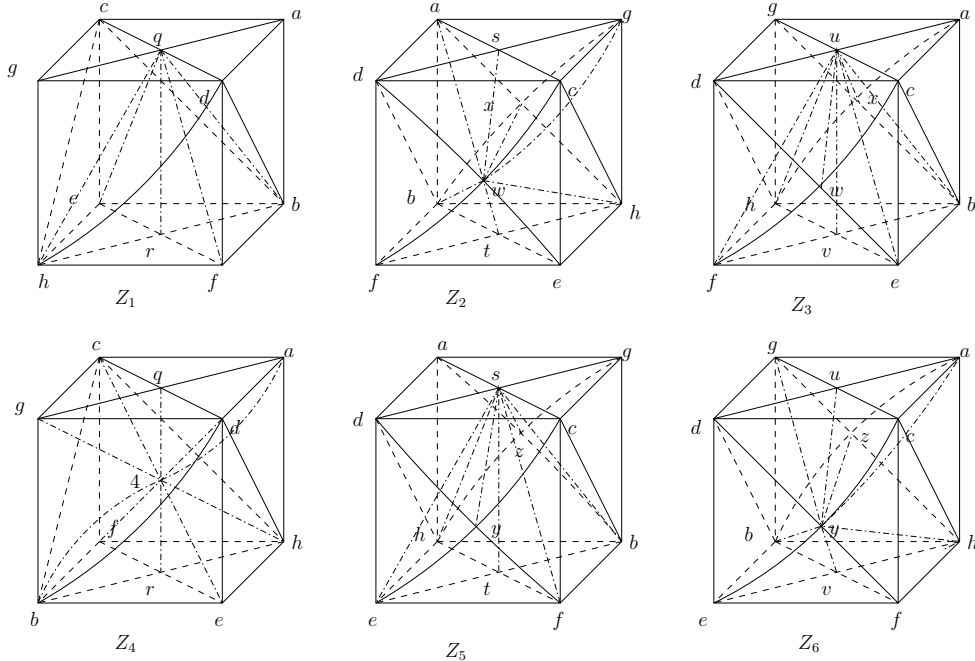 c a a g g a
q s u
g d d
d c c
x x
e b b h h b
w w
r t v
h f f e f e
Z₁ Z₂ Z₃
c a a g g a
q s u
g d d
d c c
z z
4
f h h b b h
y y
r t v
b e e f e f
Z₄ Z₅ Z₆